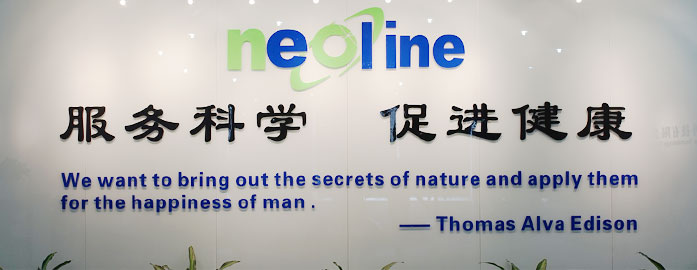 neoline
服务科学 促进健康
We want to bring out the secrets of nature and apply them
for the happiness of man .
—— Thomas Alva Edison